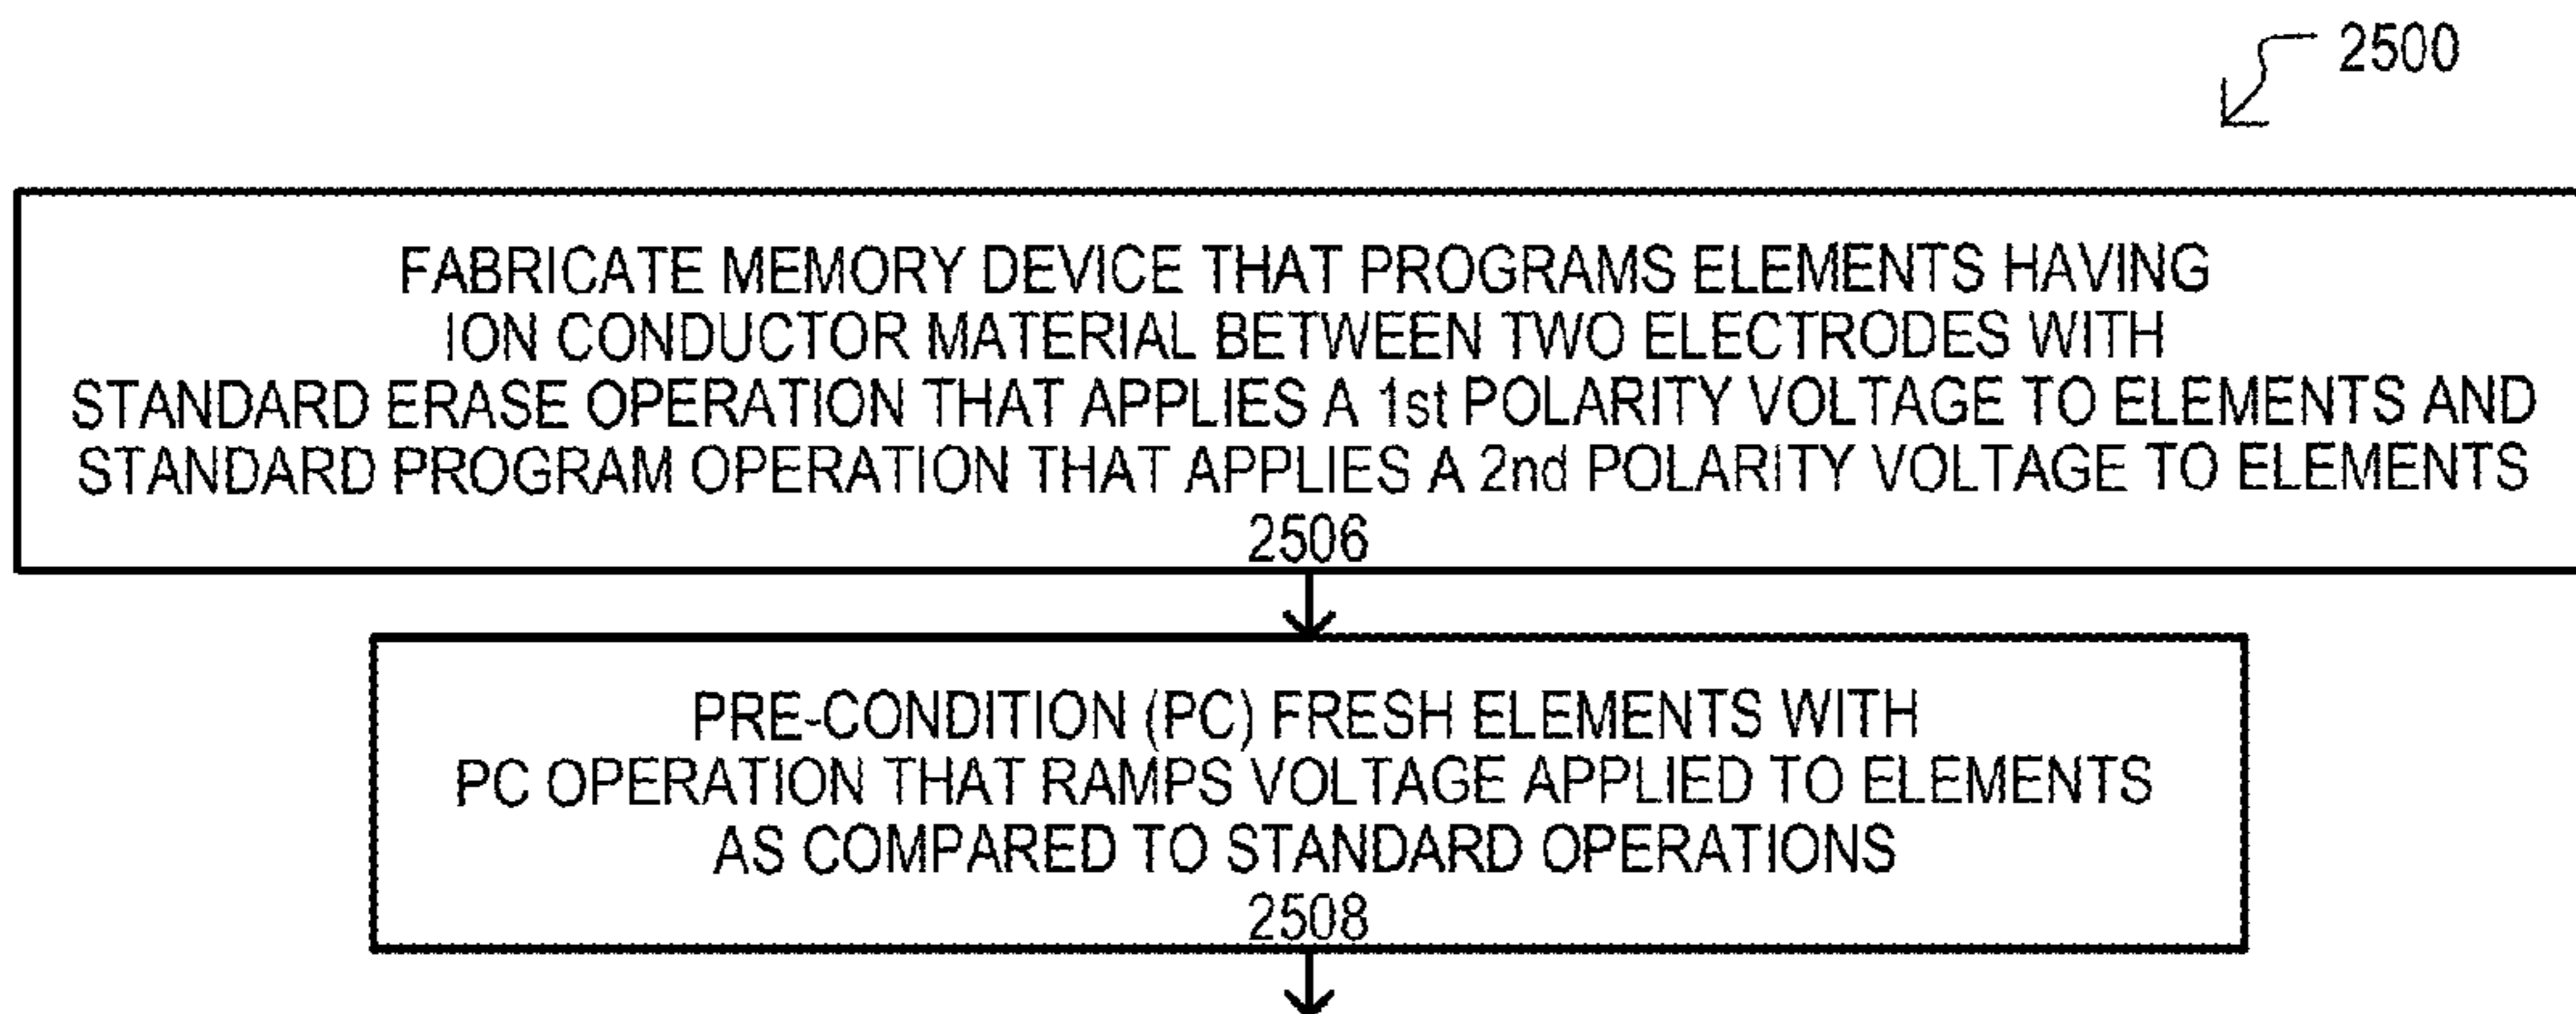 2500
FABRICATE MEMORY DEVICE THAT PROGRAMS ELEMENTS HAVING
ION CONDUCTOR MATERIAL BETWEEN TWO ELECTRODES WITH
STANDARD ERASE OPERATION THAT APPLIES A 1st POLARITY VOLTAGE TO ELEMENTS AND
STANDARD PROGRAM OPERATION THAT APPLIES A 2nd POLARITY VOLTAGE TO ELEMENTS
2506
PRE-CONDITION (PC) FRESH ELEMENTS WITH
PC OPERATION THAT RAMPS VOLTAGE APPLIED TO ELEMENTS
AS COMPARED TO STANDARD OPERATIONS
2508